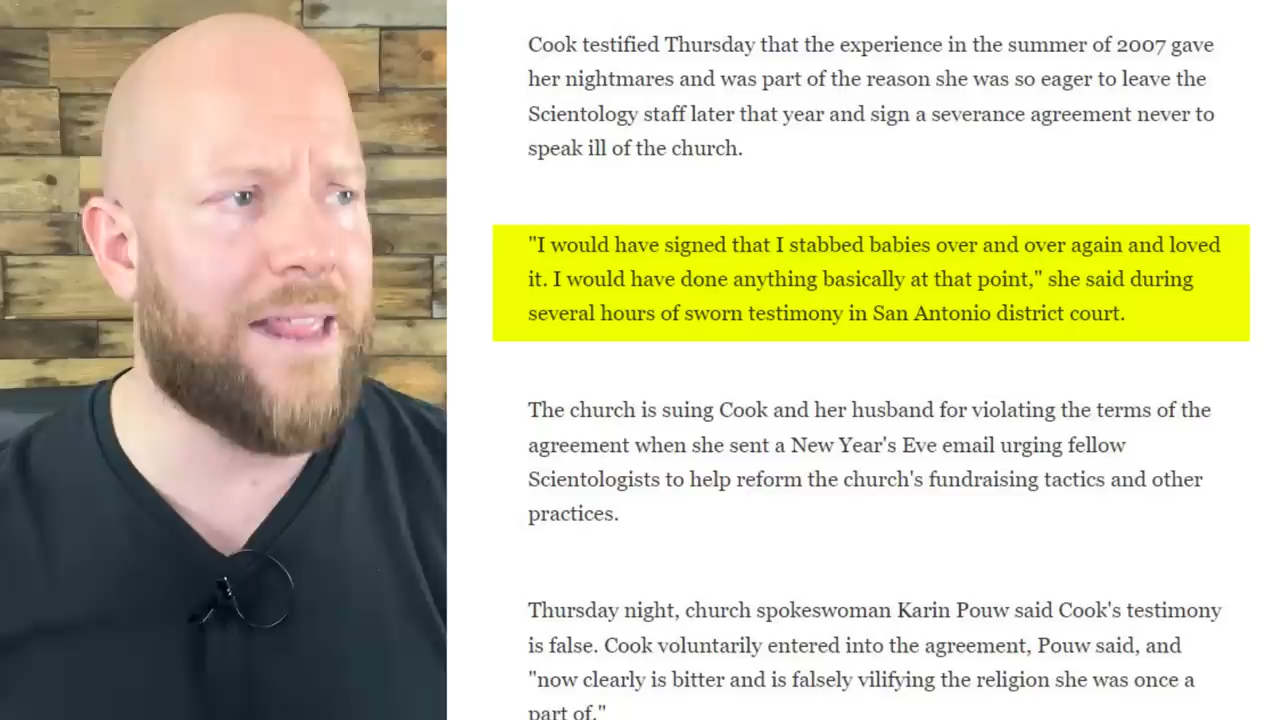 Cook testified Thursday that the experience in the summer of 2007 gave
her nightmares and was part of the reason she was so eager to leave the
Scientology staff later that year and sign a severance agreement never to
speak ill of the church.
"I would have signed that I stabbed babies over and over again and loved
it. I would have done anything basically at that point," she said during
several hours of sworn testimony in San Antonio district court.
The church is suing Cook and her husband for violating the terms of the
agreement when she sent a New Year's Eve email urging fellow
Scientologists to help reform the church's fundraising tactics and other
practices.
Thursday night, church spokeswoman Karin Pouw said Cook's testimony
is false. Cook voluntarily entered into the agreement, Pouw said, and
"now clearly is bitter and is falsely vilifying the religion she was once a
part of."